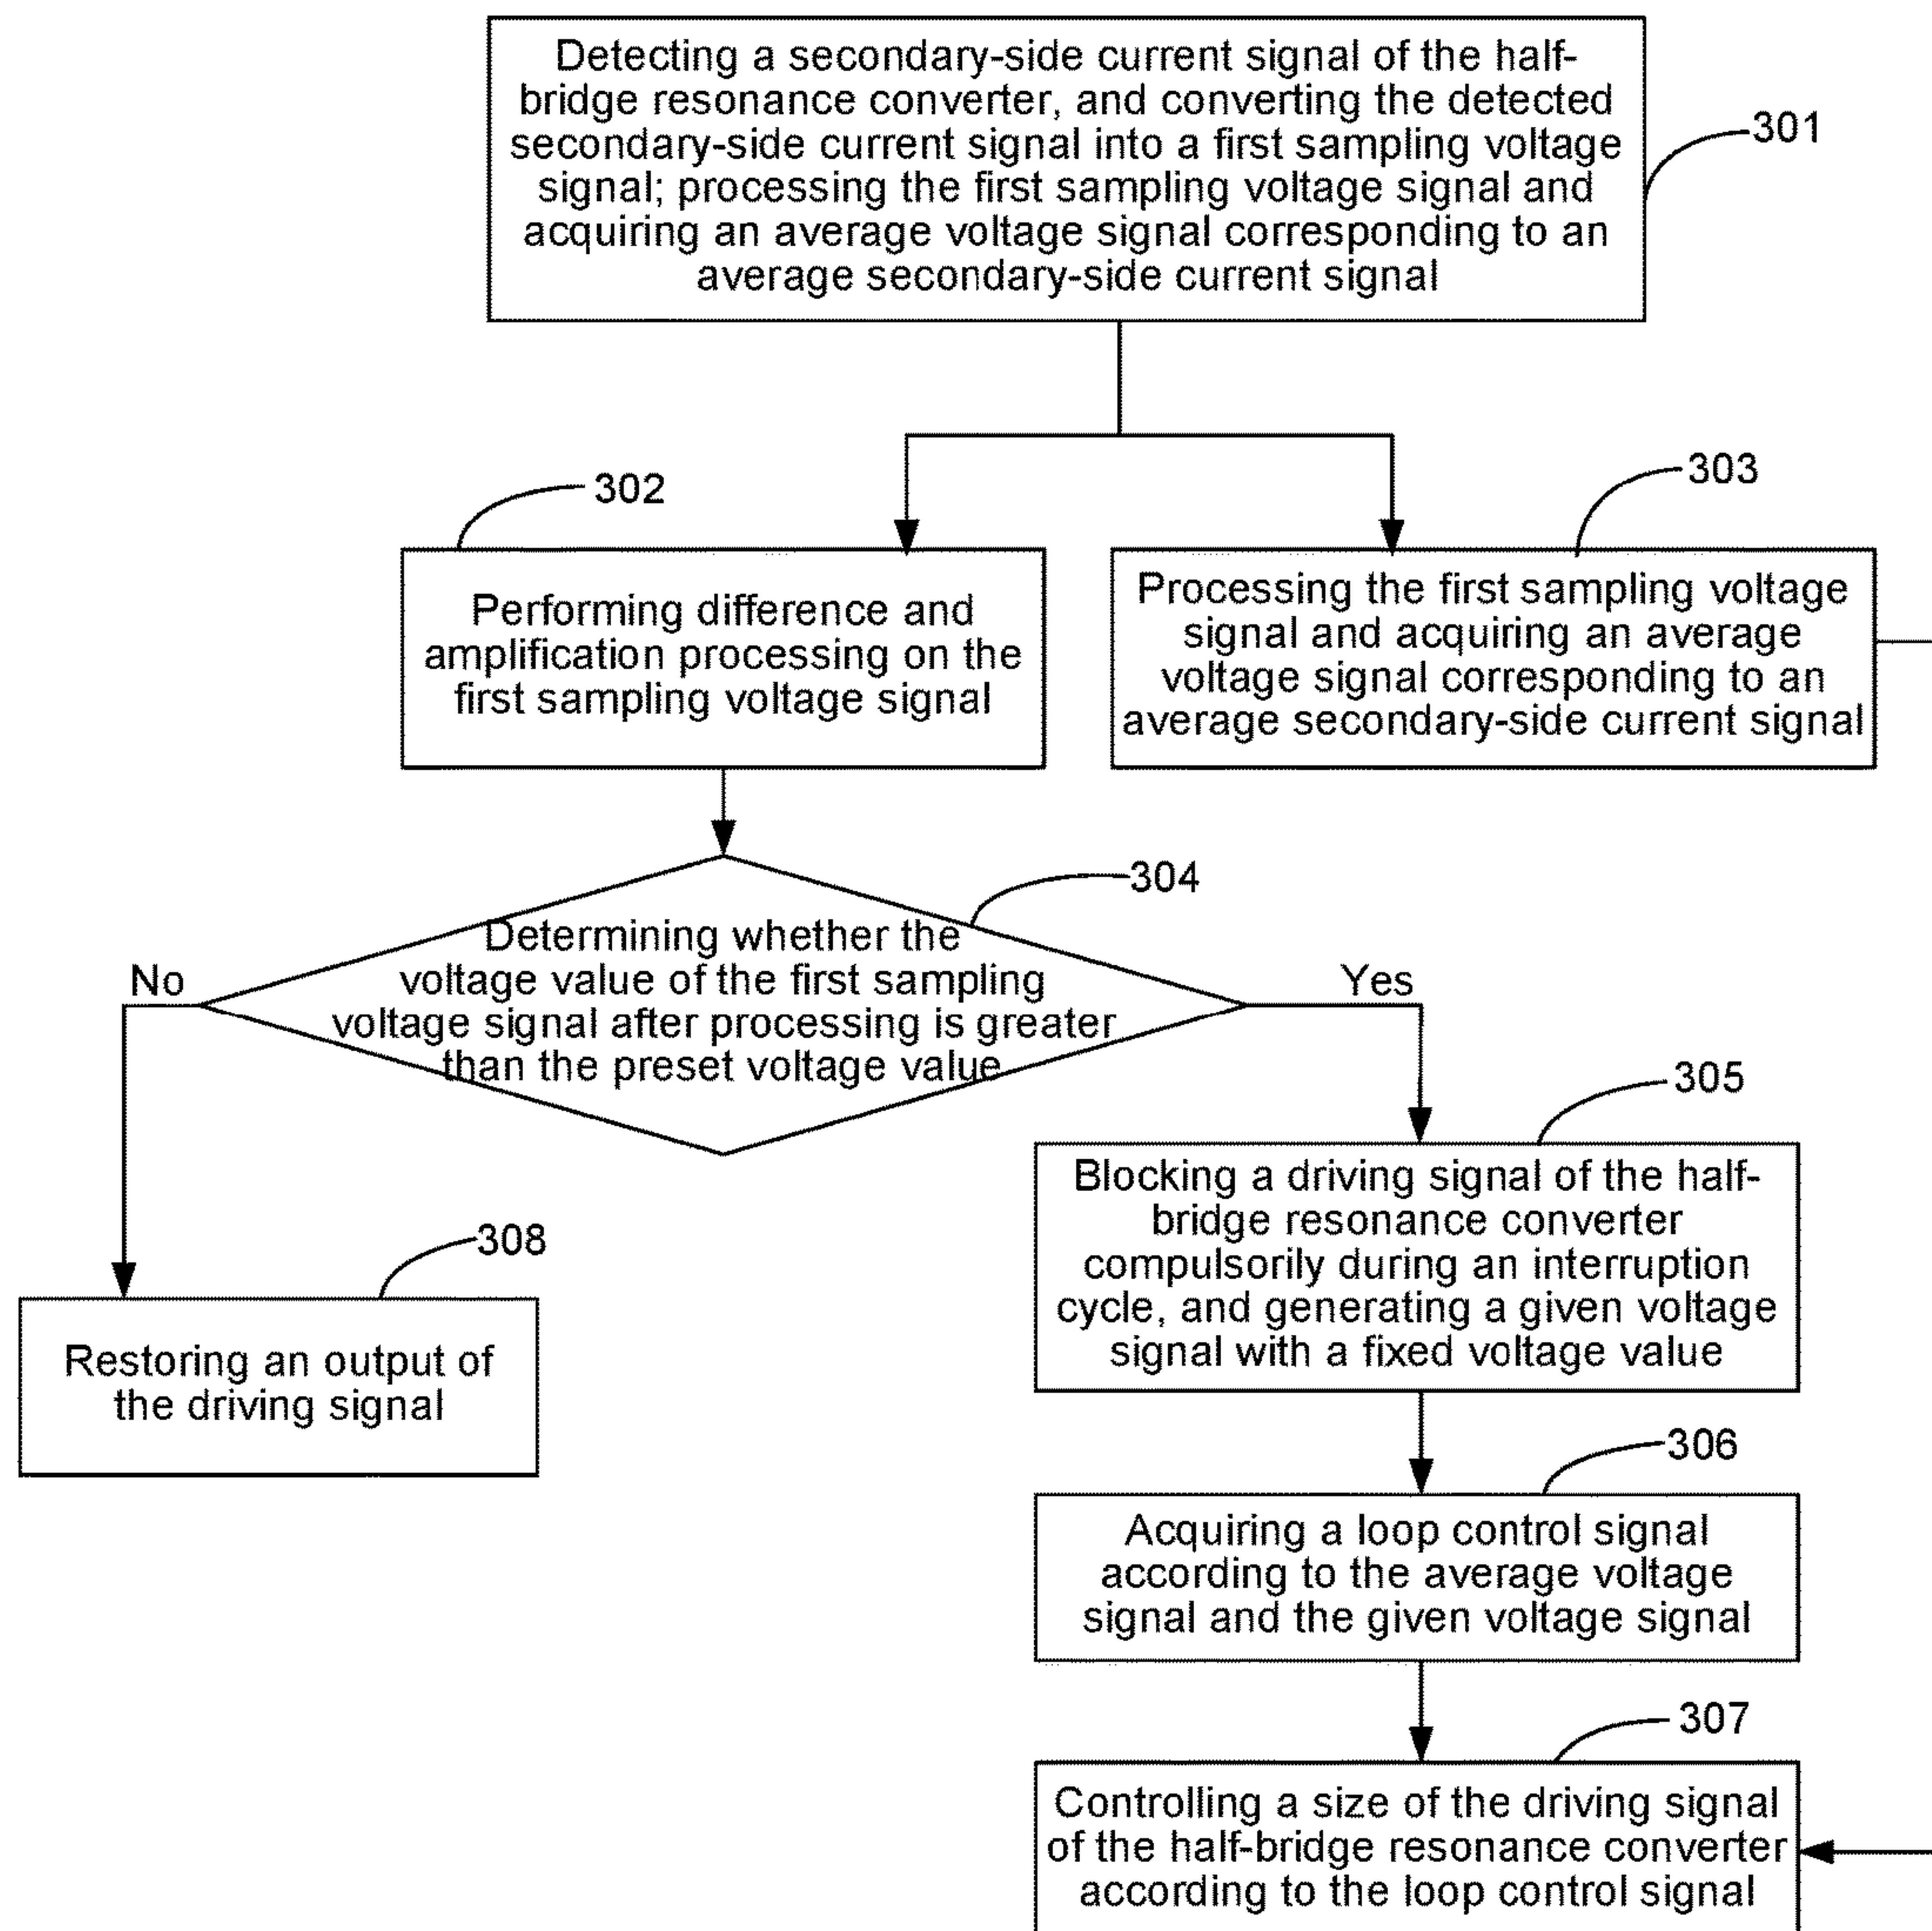 Detecting a secondary-side current signal of the half-
bridge resonance converter, and converting the detected
secondary-side current signal into a first sampling voltage
signal; processing the first sampling voltage signal and
acquiring an average voltage signal corresponding to an
average secondary-side current signal
301
302
303
Performing difference and
amplification processing on the
first sampling voltage signal
Processing the first sampling voltage
signal and acquiring an average
voltage signal corresponding to an
average secondary-side current signal
304
Determining whether the
voltage value of the first sampling
voltage signal after processing is greater
than the preset voltage value
No
Yes
305
Blocking a driving signal of the half-
bridge resonance converter
compulsorily during an interruption
cycle, and generating a given voltage
signal with a fixed voltage value
308
Restoring an output of
the driving signal
306
Acquiring a loop control signal
according to the average voltage
signal and the given voltage signal
307
Controlling a size of the driving signal
of the half-bridge resonance converter
according to the loop control signal